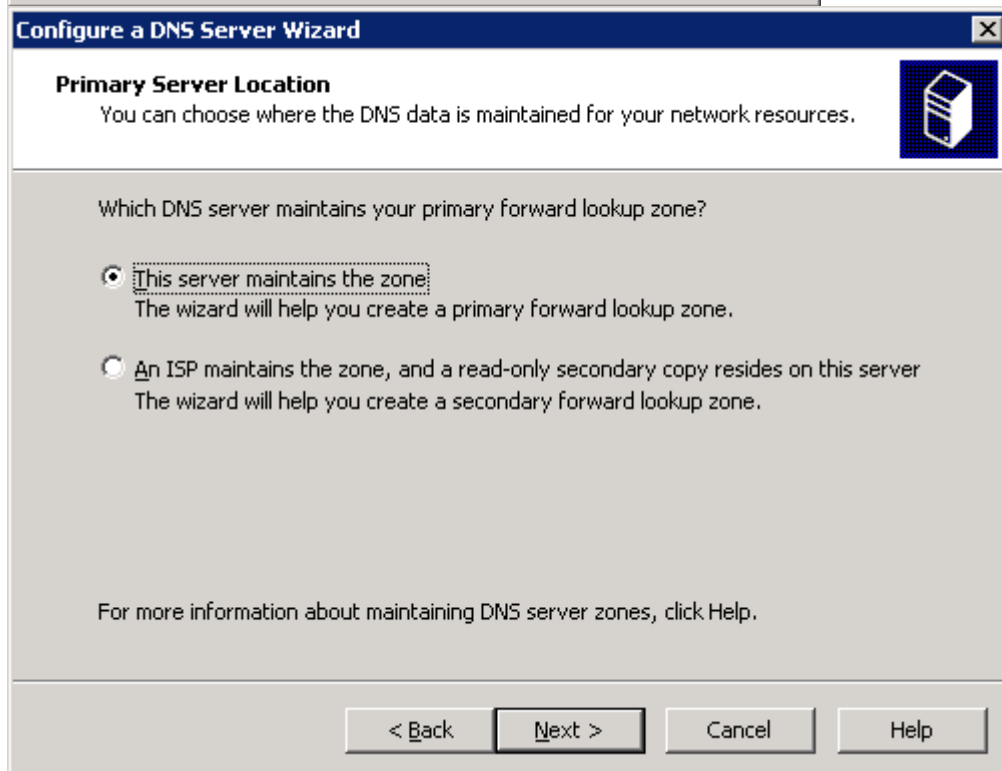 Configure a DNS Server Wizard
Primary Server Location
You can choose where the DNS data is maintained for your network resources.
Which DNS server maintains your primary forward lookup zone?
This server maintains the zone
The wizard will help you create a primary forward lookup zone.
An ISP maintains the zone, and a read-only secondary copy resides on this server
The wizard will help you create a secondary forward lookup zone.
For more information about maintaining DNS server zones, click Help.
< Back Next > Cancel Help